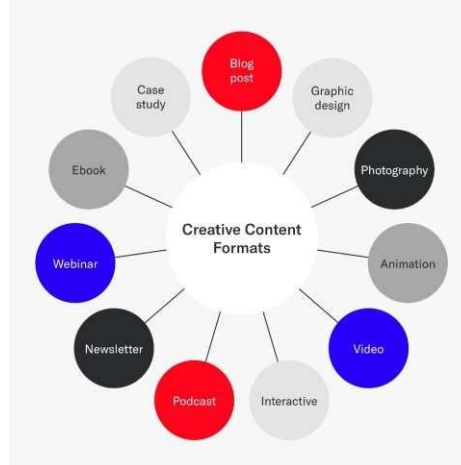 Blog
post
Graphic
design
Photography
Animation
Video
Interactive
Podcast
Newsletter
Webinar
Ebook
Case
study
Creative Content
Formats